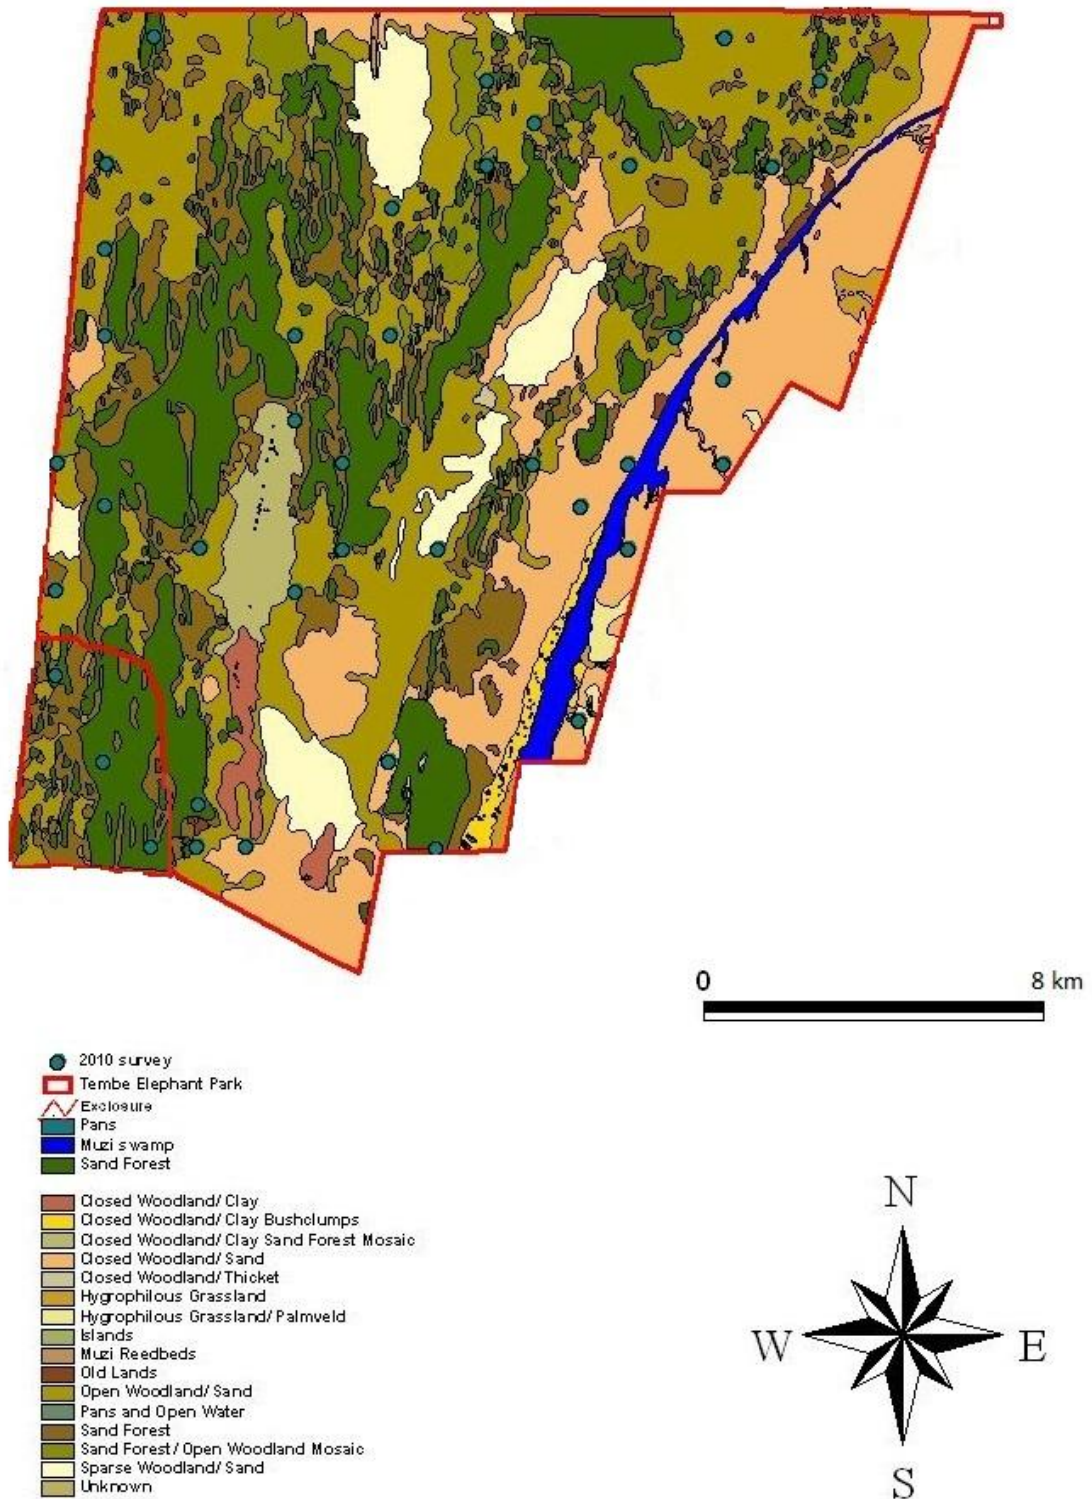 0 8 km
2010 survey
Tembe Elephant Park
Exclosure
Pans
Muzi swamp
Sand Forest
Closed Woodland/Clay
Closed Woodland/Clay Bushclumps
Closed Woodland/Clay Sand Forest Mosaic
Closed Woodland/Sand
Closed Woodland/Thicket
Hygrophilous Grassland
Hygrophilous Grassland/Palmveld
Islands
Muzi Reedbeds
Old Lands
Open Woodland/Sand
Pans and Open Water
Sand Forest
Sand Forest/Open Woodland Mosaic
Sparse Woodland/Sand
Unknown
N
W E
S